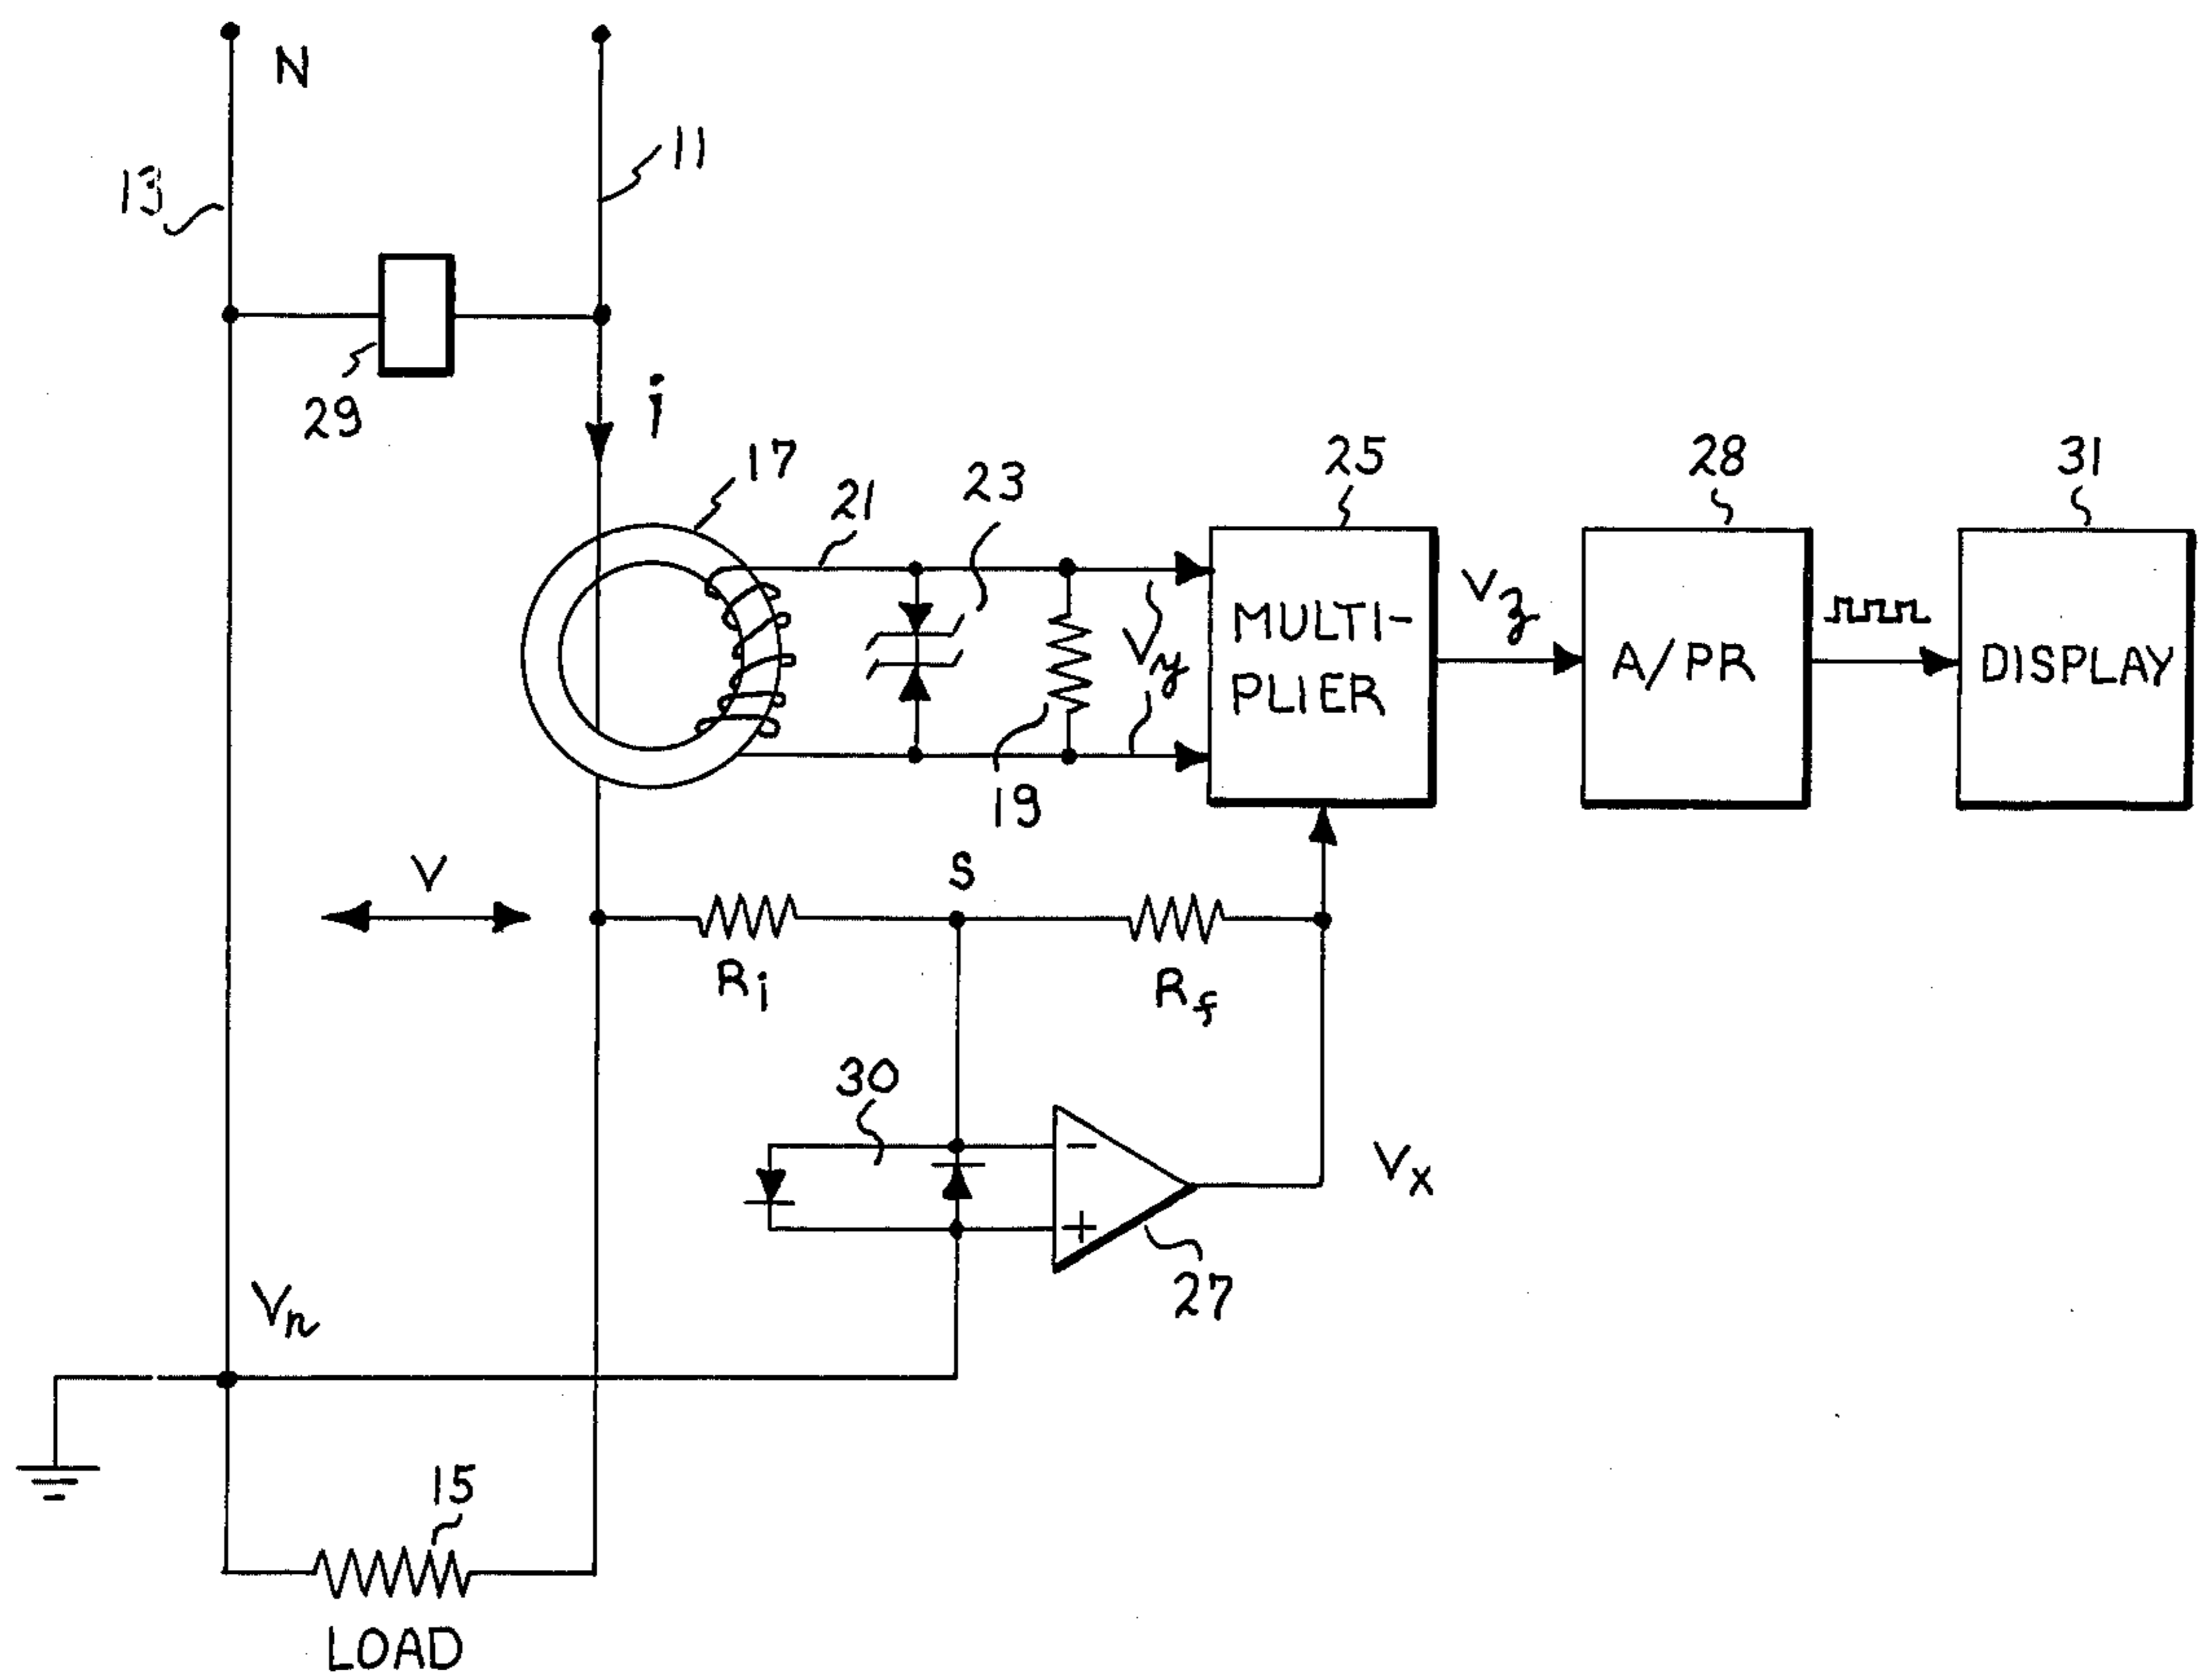 N
11
13
29
i
17
21
23
25
28
31
MULTI-
PLIER
Vy
Vz
A/PR
DISPLAY
19
V
S
Ri
Rf
30
-
+
Vx
27
Vn
15
LOAD